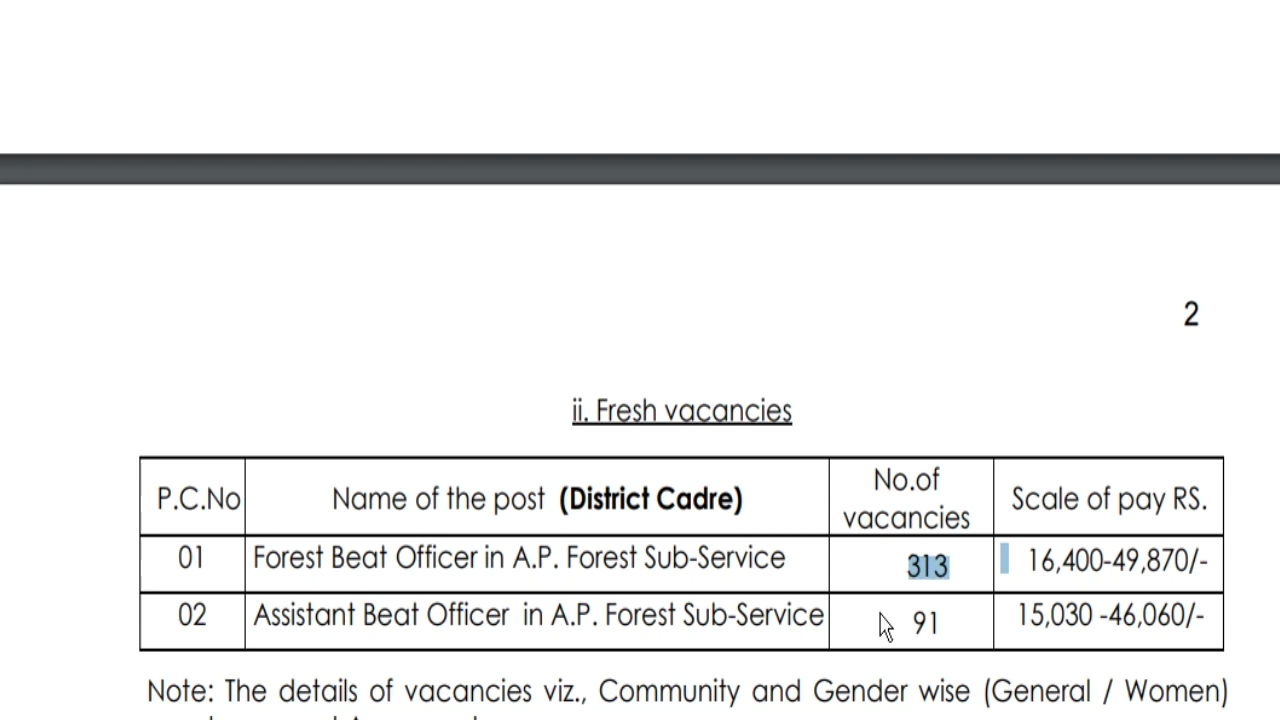 2
ii. Fresh vacancies
P.C.No Name of the post (District Cadre) No.of vacancies Scale of pay RS.
01 Forest Beat Officer in A.P. Forest Sub-Service 313 16,400-49,870/-
02 Assistant Beat Officer in A.P. Forest Sub-Service 91 15,030 -46,060/-
Note: The details of vacancies viz., Community and Gender wise (General / Women)